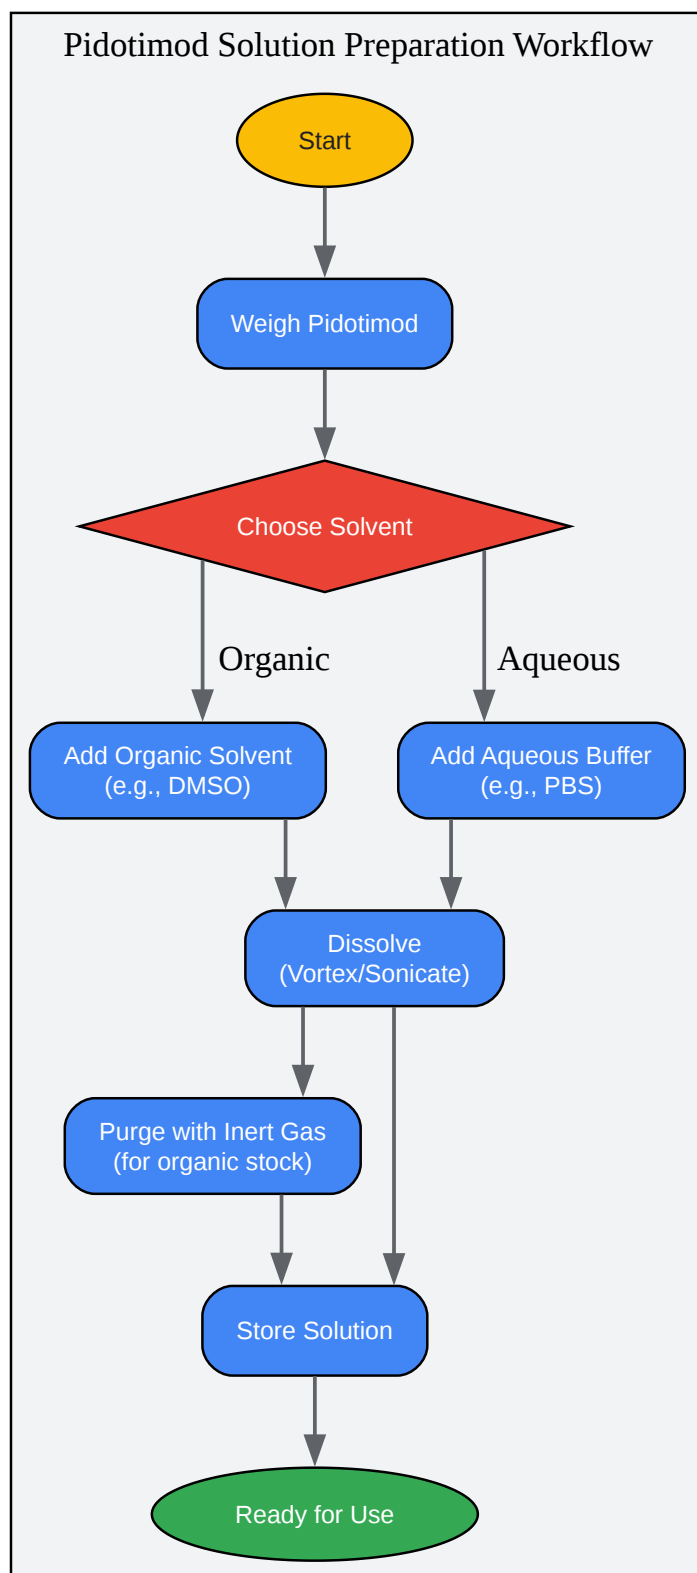 Pidotimod Solution Preparation Workflow
Start
Weigh Pidotimod
Choose Solvent
Organic
Aqueous
Add Organic Solvent
(e.g., DMSO)
Add Aqueous Buffer
(e.g., PBS)
Dissolve
(Vortex/Sonicate)
Purge with Inert Gas
(for organic stock)
Store Solution
Ready for Use